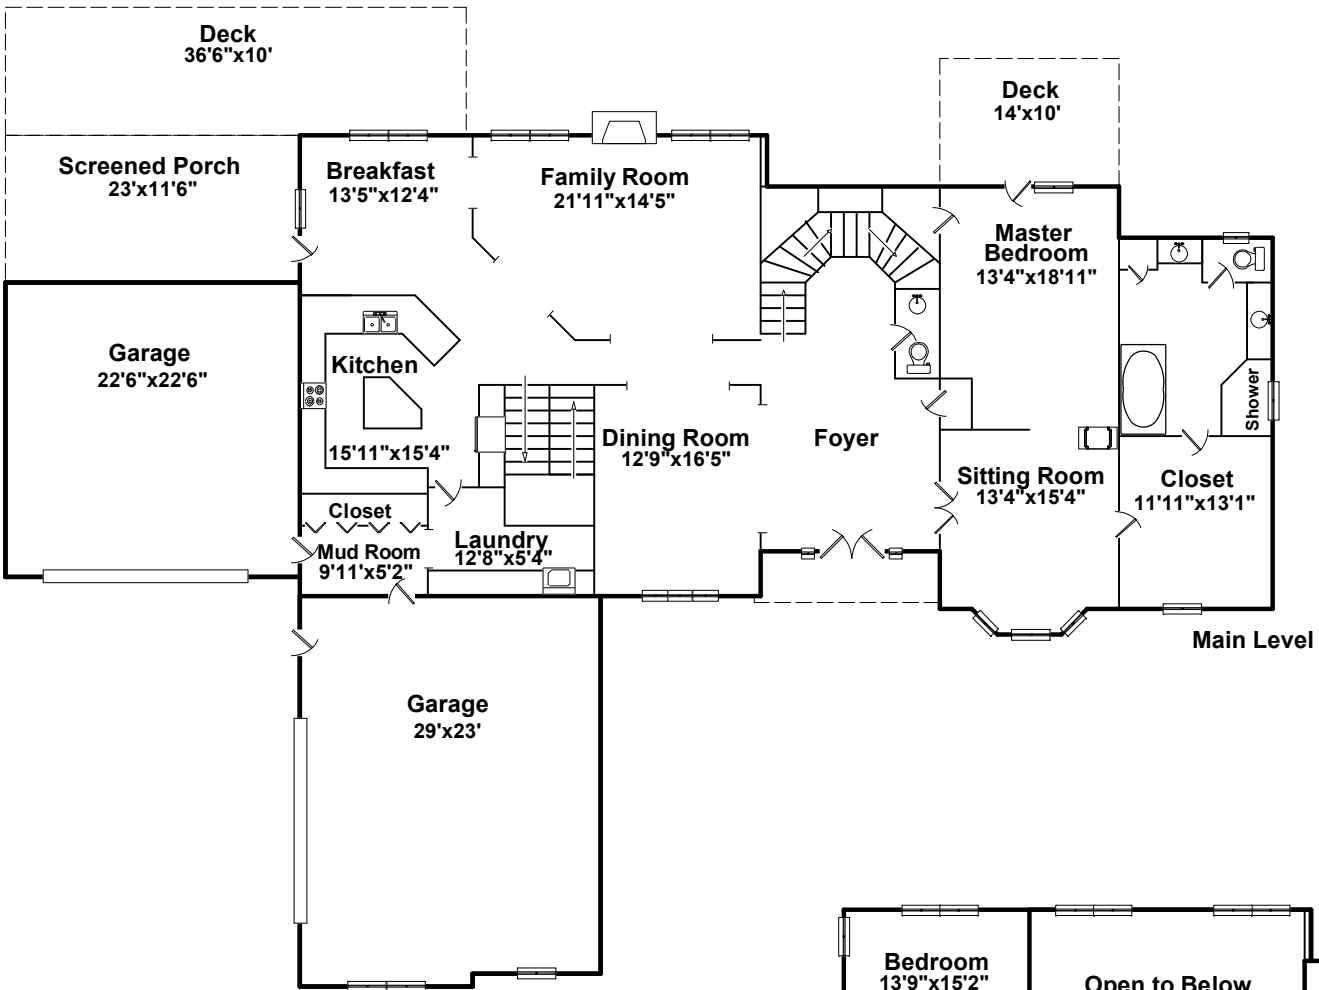 Deck
36'6"x10'
Deck
14'x10'
Screened Porch
23'x11'6"
Breakfast
13'5"x12'4"
Family Room
21'11"x14'5"
Master
Bedroom
13'4"x18'11"
Garage
22'6"x22'6"
Kitchen
15'11"x15'4"
Dining Room
12'9"x16'5"
Foyer
Shower
Sitting Room
13'4"x15'4"
Closet
11'11"x13'1"
Closet
Mud Room
9'11'x5'2"
Laundry
12'8"x5'4"
Main Level
Garage
29'x23'
Bedroom
13'9"x15'2"
Open to Below